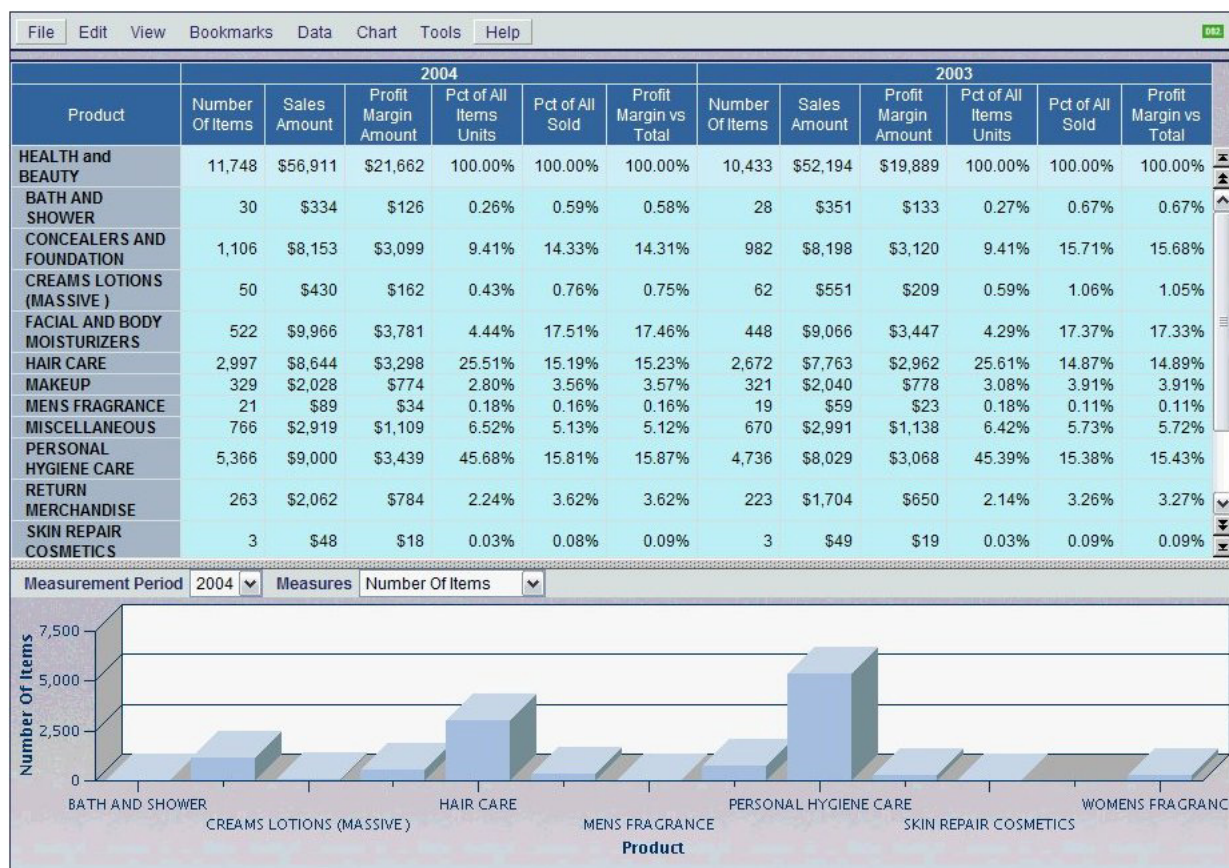 File Edit View Bookmarks Data Chart Tools Help DB2.
2004 2003
Product Number Of Items Sales Amount Profit Margin Amount Pct of All Items Units Pct of All Sold Profit Margin vs Total Number Of Items Sales Amount Profit Margin Amount Pct of All Items Units Pct of All Sold Profit Margin vs Total
HEALTH and BEAUTY 11,748 $56,911 $21,662 100.00% 100.00% 100.00% 10,433 $52,194 $19,889 100.00% 100.00% 100.00%
BATH AND SHOWER 30 $334 $126 0.26% 0.59% 0.58% 28 $351 $133 0.27% 0.67% 0.67%
CONCEALERS AND FOUNDATION 1,106 $8,153 $3,099 9.41% 14.33% 14.31% 982 $8,198 $3,120 9.41% 15.71% 15.68%
CREAMS LOTIONS (MASSIVE ) 50 $430 $162 0.43% 0.76% 0.75% 62 $551 $209 0.59% 1.06% 1.05%
FACIAL AND BODY MOISTURIZERS 522 $9,966 $3,781 4.44% 17.51% 17.46% 448 $9,066 $3,447 4.29% 17.37% 17.33%
HAIR CARE 2,997 $8,644 $3,298 25.51% 15.19% 15.23% 2,672 $7,763 $2,962 25.61% 14.87% 14.89%
MAKEUP 329 $2,028 $774 2.80% 3.56% 3.57% 321 $2,040 $778 3.08% 3.91% 3.91%
MENS FRAGRANCE 21 $89 $34 0.18% 0.16% 0.16% 19 $59 $23 0.18% 0.11% 0.11%
MISCELLANEOUS 766 $2,919 $1,109 6.52% 5.13% 5.12% 670 $2,991 $1,138 6.42% 5.73% 5.72%
PERSONAL HYGIENE CARE 5,366 $9,000 $3,439 45.68% 15.81% 15.87% 4,736 $8,029 $3,068 45.39% 15.38% 15.43%
RETURN MERCHANDISE 263 $2,062 $784 2.24% 3.62% 3.62% 223 $1,704 $650 2.14% 3.26% 3.27%
SKIN REPAIR COSMETICS 3 $48 $18 0.03% 0.08% 0.09% 3 $49 $19 0.03% 0.09% 0.09%
Measurement Period 2004 Measures Number Of Items
Number Of Items
7,500
5,000
2,500
0
BATH AND SHOWER HAIR CARE PERSONAL HYGIENE CARE WOMENS FRAGRANC
CREAMS LOTIONS (MASSIVE ) MENS FRAGRANCE SKIN REPAIR COSMETICS
Product